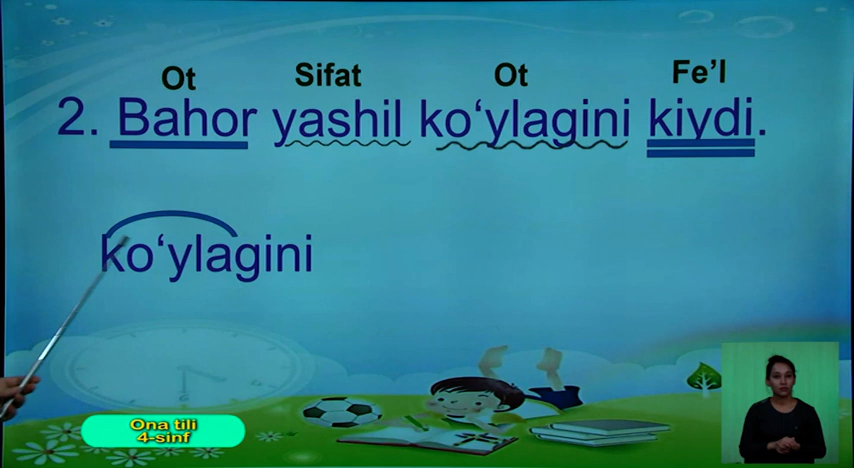 Ot Sifat Ot Fe’l
2. Bahor yashil ko‘ylagini kiydi.
ko‘ylagini
Ona tili
4-sinf